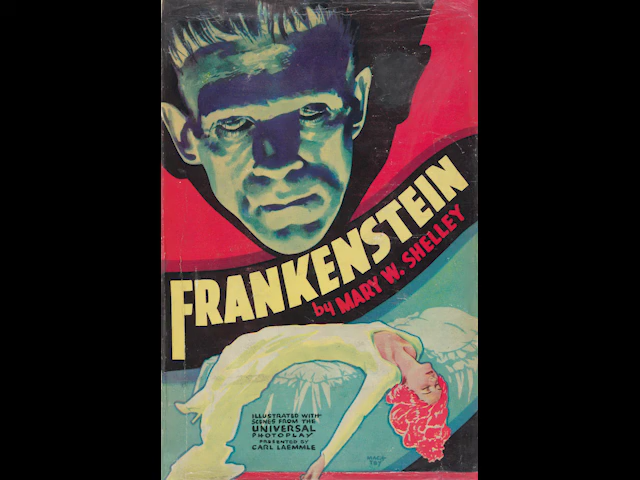 FRANKENSTEIN
by MARY W. SHELLEY
ILLUSTRATED WITH
SCENES FROM THE
UNIVERSAL
PHOTOPLAY
PRESENTED BY
CARL LAEMMLE